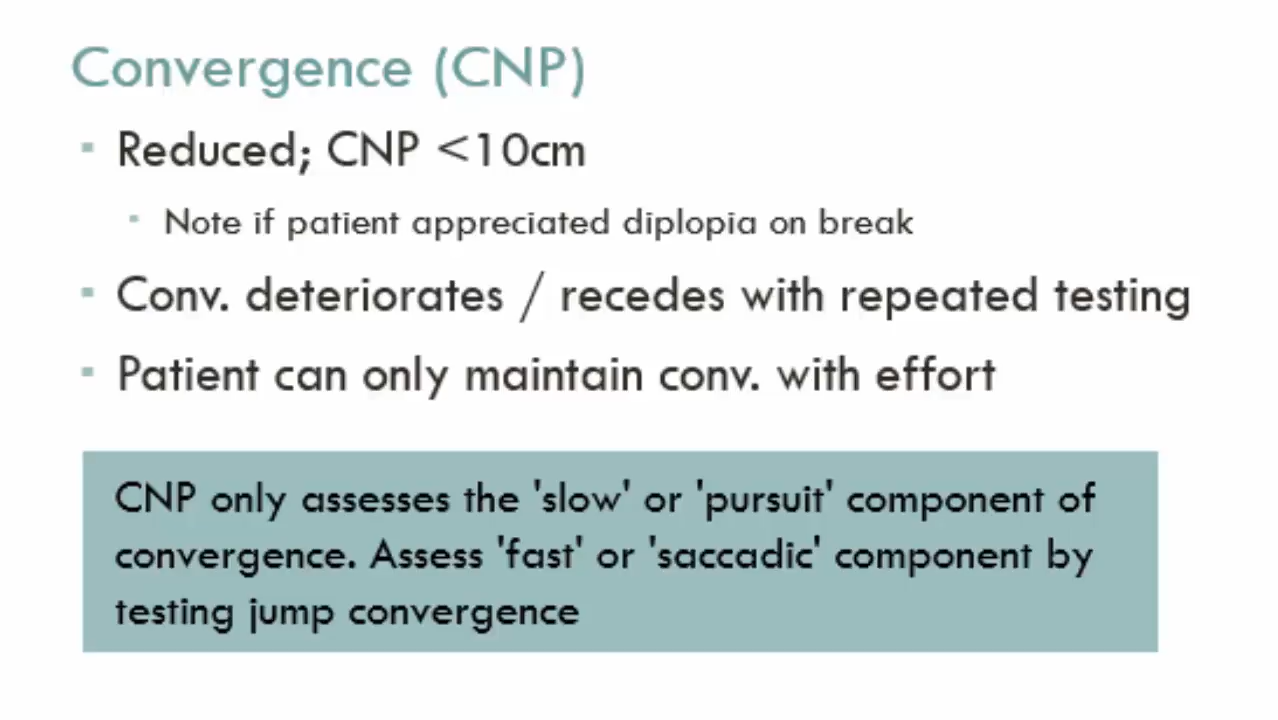 Convergence (CNP)
Reduced; CNP <10cm
Note if patient appreciated diplopia on break
Conv. deteriorates / recedes with repeated testing
Patient can only maintain conv. with effort
CNP only assesses the 'slow' or 'pursuit' component of
convergence. Assess 'fast' or 'saccadic' component by
testing jump convergence